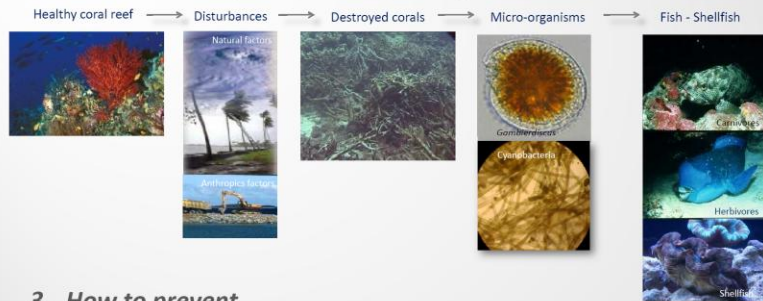 Healthy coral reef
Disturbances
Destroyed corals
Micro-organisms
Fish - Shellfish
Natural factors
Anthropics factors
Gambierdiscus
Cyanobacteria
Carnivores
Herbivores
Shellfish
3 - How to prevent